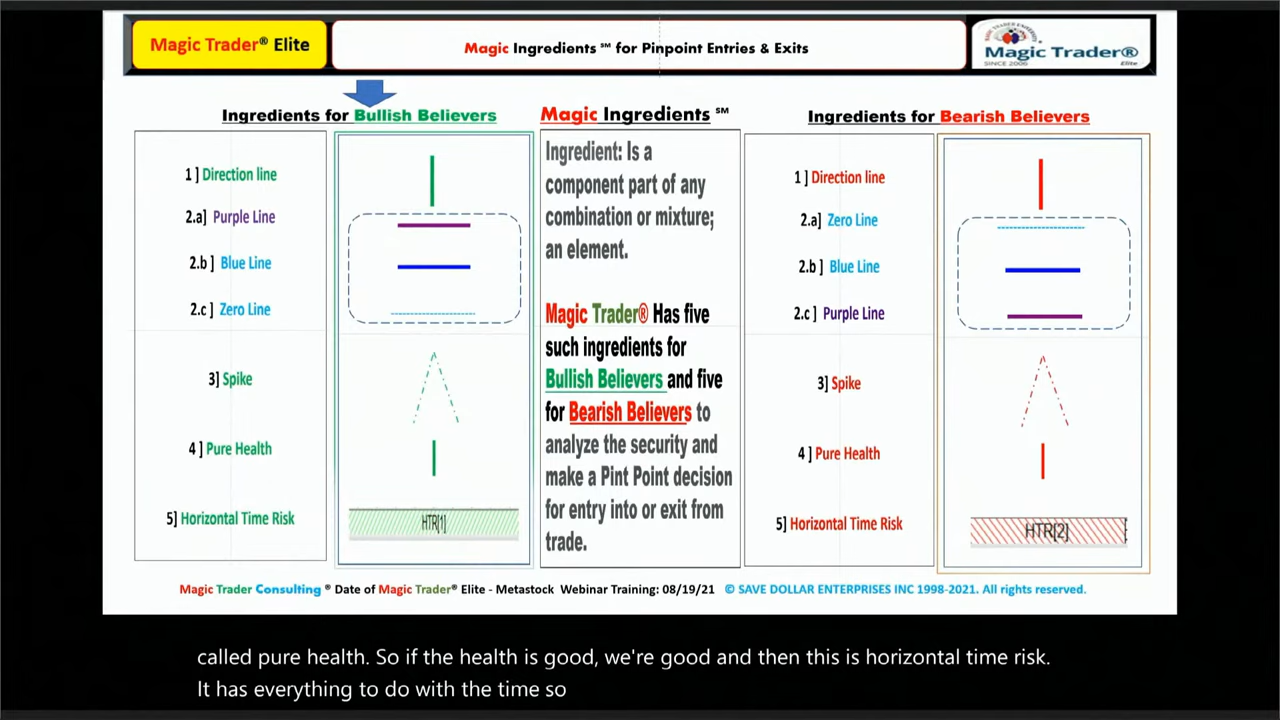 Magic Trader® Elite
Magic Ingredients ℠ for Pinpoint Entries & Exits
Magic Trader®
SINCE 2006
Elite
Ingredients for Bullish Believers
1 ] Direction line
2.a] Purple Line
2.b ] Blue Line
2.c ] Zero Line
3] Spike
4 ] Pure Health
5] Horizontal Time Risk
HTR[1]
Magic Ingredients ℠
Ingredient: Is a
component part of any
combination or mixture;
an element.
Magic Trader® Has five
such ingredients for
Bullish Believers and five
for Bearish Believers to
analyze the security and
make a Pint Point decision
for entry into or exit from
trade.
Ingredients for Bearish Believers
1 ] Direction line
2.a] Zero Line
2.b ] Blue Line
2.c ] Purple Line
3] Spike
4 ] Pure Health
5] Horizontal Time Risk
HTR[2]
Magic Trader Consulting ® Date of Magic Trader® Elite - Metastock Webinar Training: 08/19/21 © SAVE DOLLAR ENTERPRISES INC 1998-2021. All rights reserved.
called pure health. So if the health is good, we're good and then this is horizontal time risk.
It has everything to do with the time so